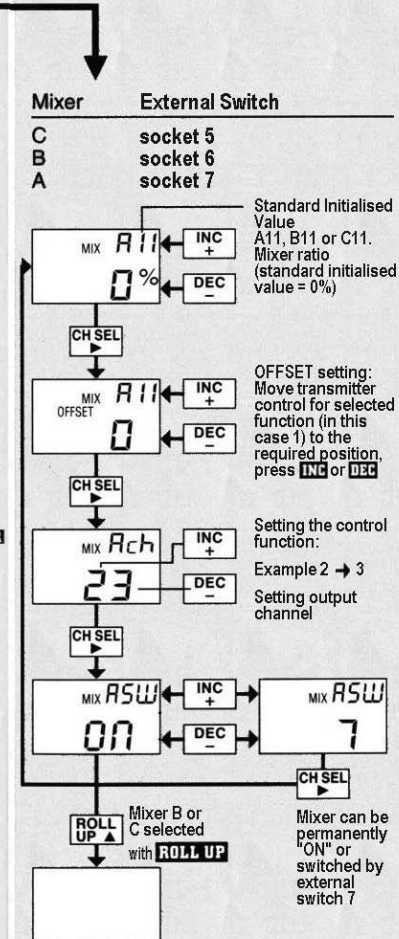 Mixer External Switch
C socket 5
B socket 6
A socket 7
MIX A11
0%
INC
+
DEC
−
Standard Initialised
Value
A11, B11 or C11.
Mixer ratio
(standard initialised
value = 0%)
CH SEL
▶
MIX A11
OFFSET
0
INC
+
DEC
−
OFFSET setting:
Move transmitter
control for selected
function (in this
case 1) to the
required position,
press INC or DEC
CH SEL
▶
MIX Ach
23
INC
+
DEC
−
Setting the control
function:
Example 2 → 3
Setting output
channel
CH SEL
▶
MIX ASW
ON
INC
+
DEC
−
MIX ASW
7
CH SEL
▶
ROLL
UP ▲
Mixer B or
C selected
with ROLL UP
Mixer can be
permanently
"ON" or
switched by
external
switch 7